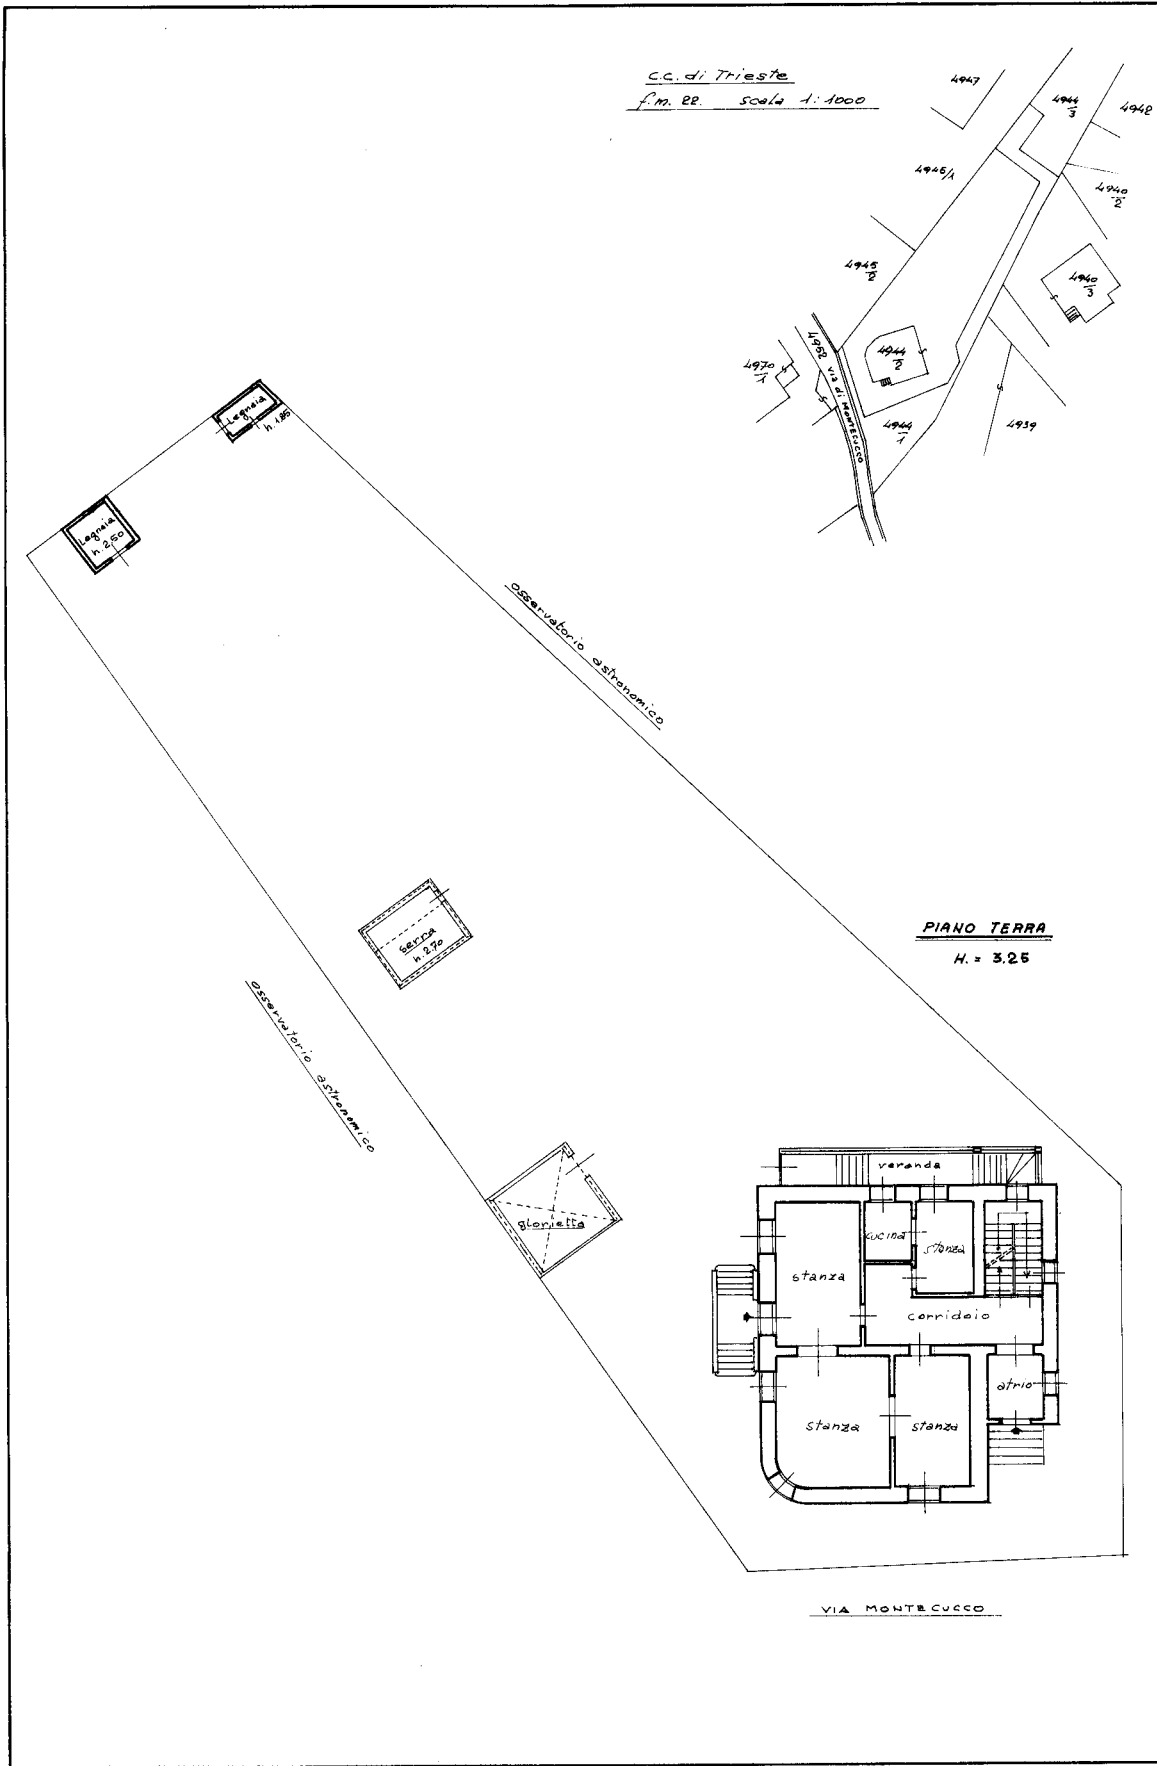 c.c. di Trieste
f.m. 22. scala 1:1000
4947
4944/3
4942
4945/1
4940/2
4945/2
4940/3
4952 via di MONTECUCCO
4944/2
4970/1
4944/1
4939
Legnaia
h. 1,85
Legnaia
h. 2,50
osservatorio astronomico
serra
h. 2.70
PIANO TERRA
H. = 3.25
osservatorio astronomico
glorietta
veranda
cucina
stanza
stanza
corridoio
atrio
stanza
stanza
VIA MONTECUCCO